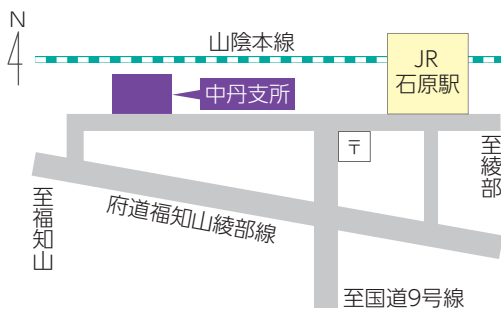 N
山陰本線
JR
石原駅
中丹支所
〒
至綾部
府道福知山綾部線
至福知山
至国道9号線